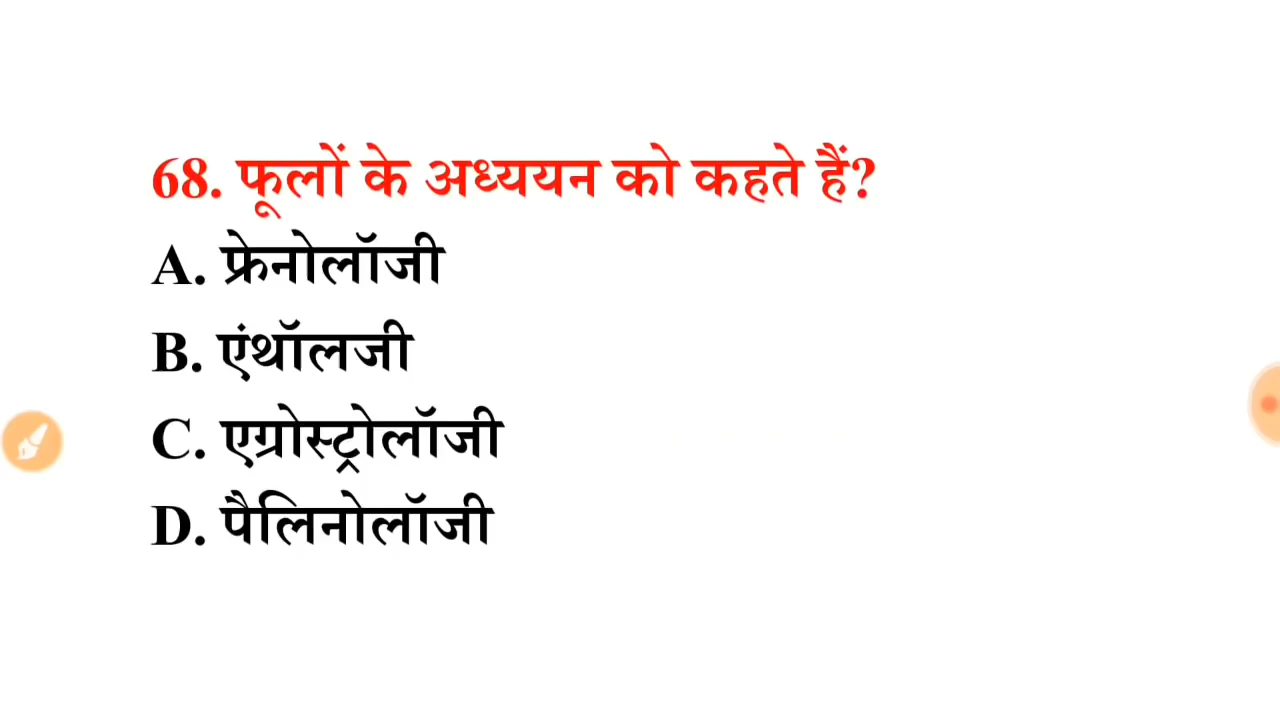 68. फूलों के अध्ययन को कहते हैं?
A. फ्रेनोलॉजी
B. एंथॉलजी
C. एग्रोस्ट्रोलॉजी
D. पैलिनोलॉजी